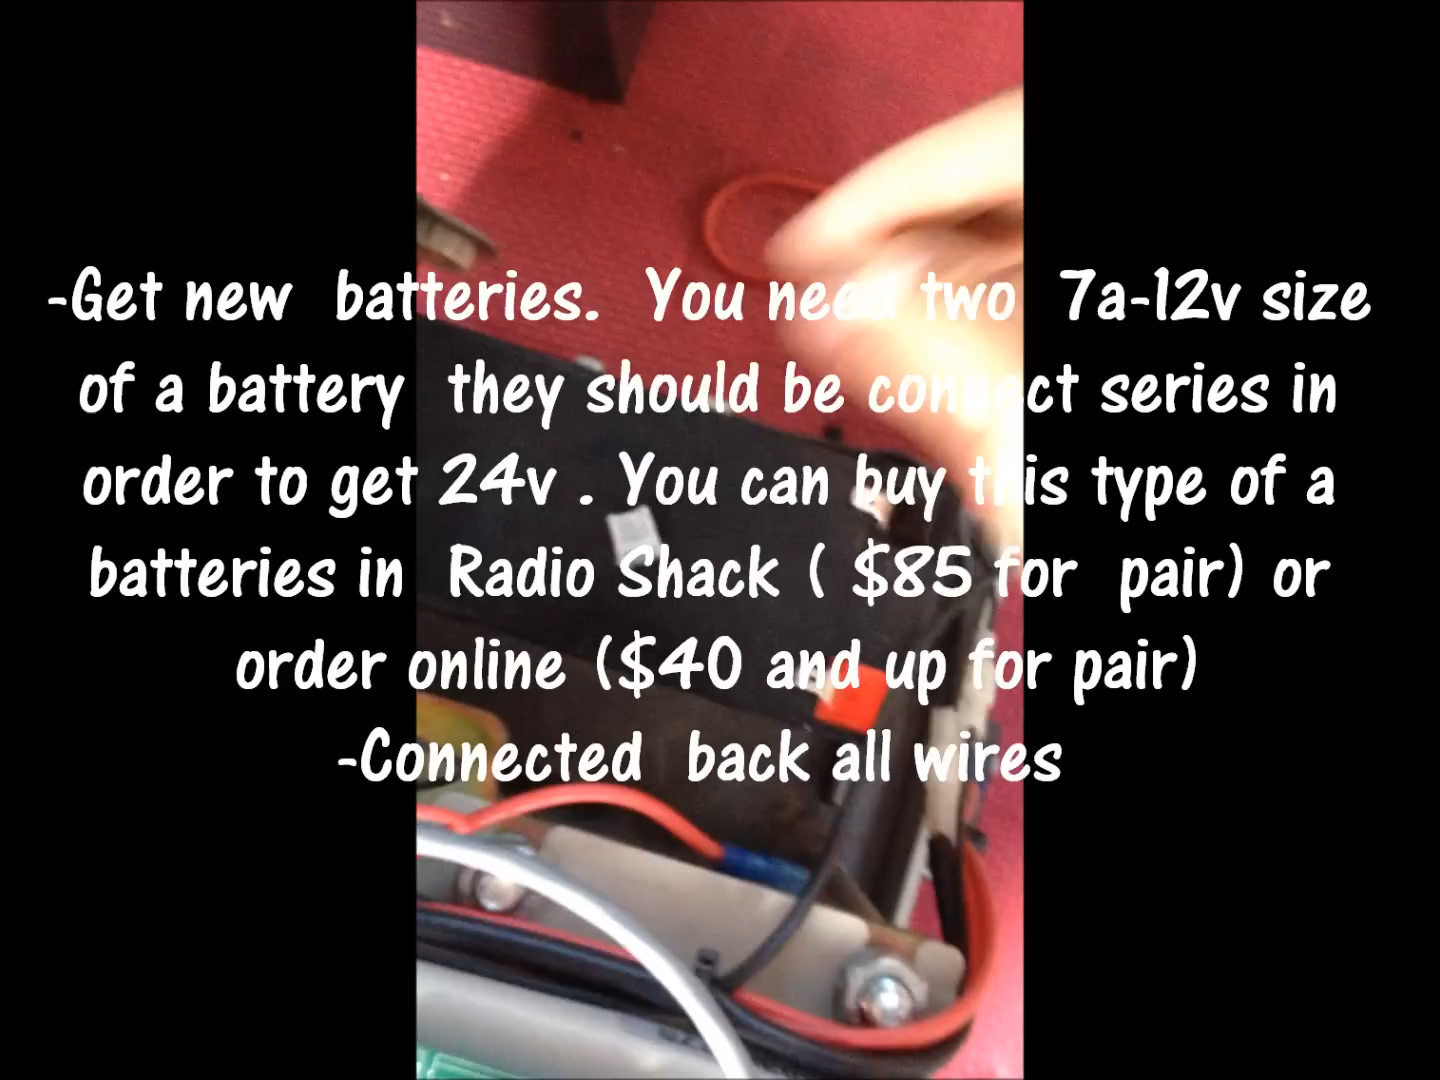 -Get new batteries. You need two 7a-12v size
of a battery they should be connect series in
order to get 24v . You can buy this type of a
batteries in Radio Shack ( $85 for pair) or
order online ($40 and up for pair)
-Connected back all wires